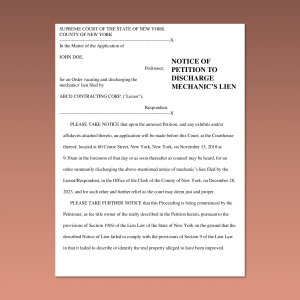 SUPREME COURT OF THE STATE OF NEW YORK
COUNTY OF NEW YORK
----------------------------------------------------------X
In the Matter of the Application of
JOHN DOE,
Petitioner,
for an Order vacating and discharging the
mechanics' lien filed by
ABCD CONTRACTING CORP. ("Lienor"),
Respondent.
----------------------------------------------------------X
NOTICE OF
PETITION TO
DISCHARGE
MECHANIC'S LIEN
PLEASE TAKE NOTICE that upon the annexed Petition, and any exhibits and/or
affidavits attached thereto, an application will be made before this Court, at the Courthouse
thereof, located at 60 Centre Street, New York, New York, on November 15, 2010 at
9:30am in the forenoon of that day or as soon thereafter as counsel may be heard, for an
order summarily discharging the above-mentioned notice of mechanic's lien filed by the
Lienor/Respondent, in the Office of the Clerk of the County of New York, on December 20,
2023, and for such other and further relief as the court may deem just and proper.
PLEASE TAKE FURTHER NOTICE that this Proceeding is being commenced by the
Petitioner, as fee title owner of the realty described in the Petition herein, pursuant to the
provisions of Section 19(6) of the Lien Law of the State of New York on the ground that the
described Notice of Lien failed to comply with the provisions of Section 9 of the Lien Law
in that it failed to describe or identify the real property alleged to have been improved.